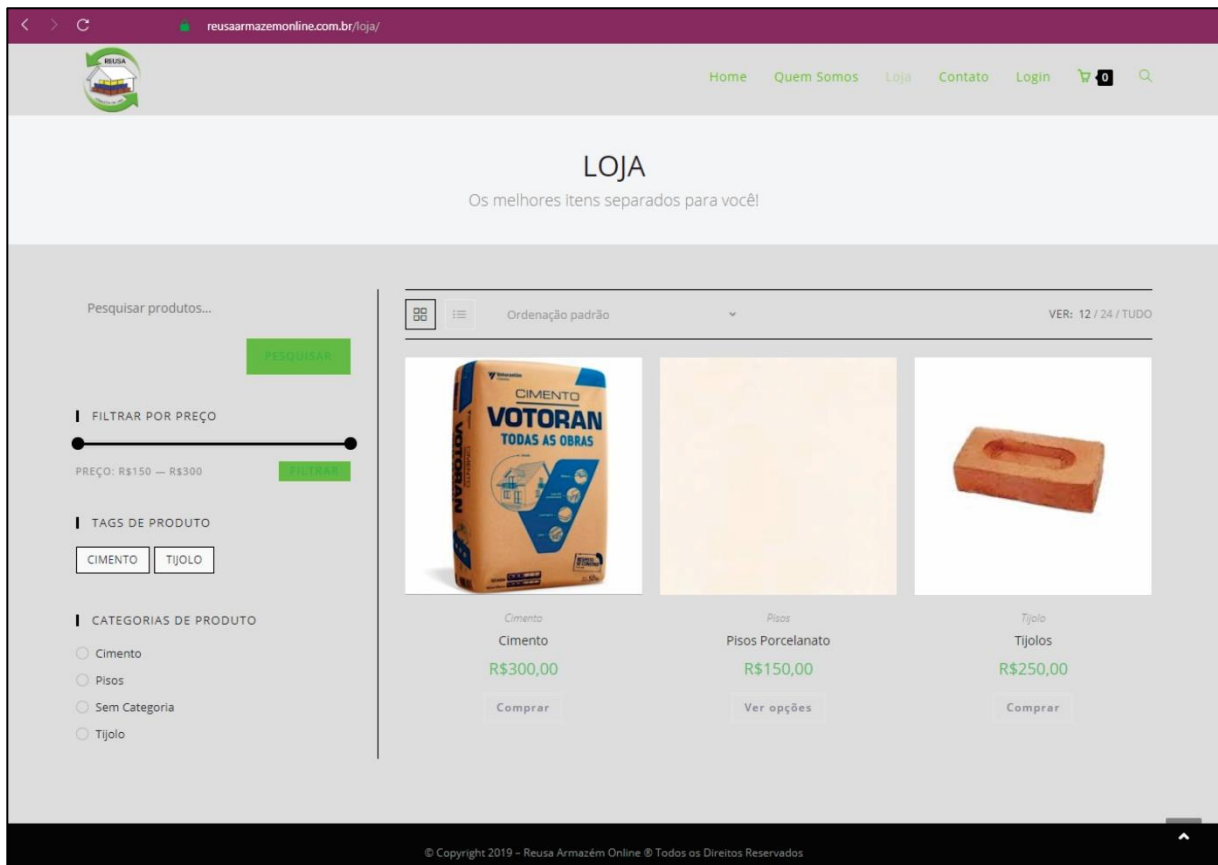 reusaarmazemonline.com.br/loja/
REUSA
Home Quem Somos Loja Contato Login 0
LOJA
Os melhores itens separados para você!
Pesquisar produtos...
PESQUISAR
FILTRAR POR PREÇO
PREÇO: R$150 — R$300 FILTRAR
TAGS DE PRODUTO
CIMENTO TIJOLO
CATEGORIAS DE PRODUTO
Cimento
Pisos
Sem Categoria
Tijolo
Ordenação padrão VER: 12 / 24 / TUDO
Votorantim
CIMENTO
VOTORAN
TODAS AS OBRAS
VOTORAN
Cimento
Cimento
R$300,00
Comprar
Pisos
Pisos Porcelanato
R$150,00
Ver opções
Tijolo
Tijolos
R$250,00
Comprar
© Copyright 2019 – Reusa Armazém Online ® Todos os Direitos Reservados